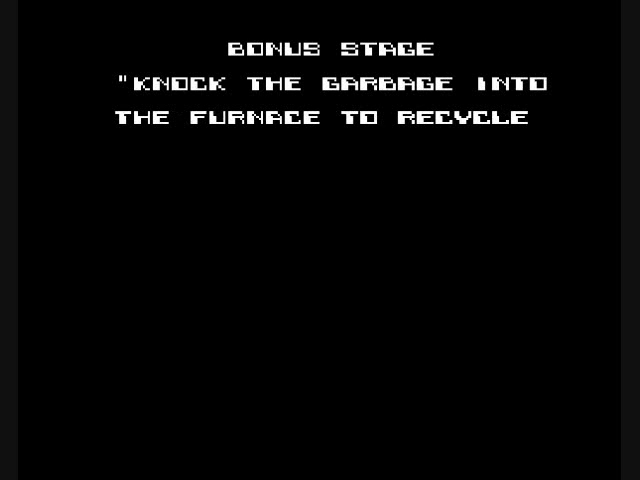 BONUS STAGE
"KNOCK THE GARBAGE INTO
THE FURNACE TO RECYCLE